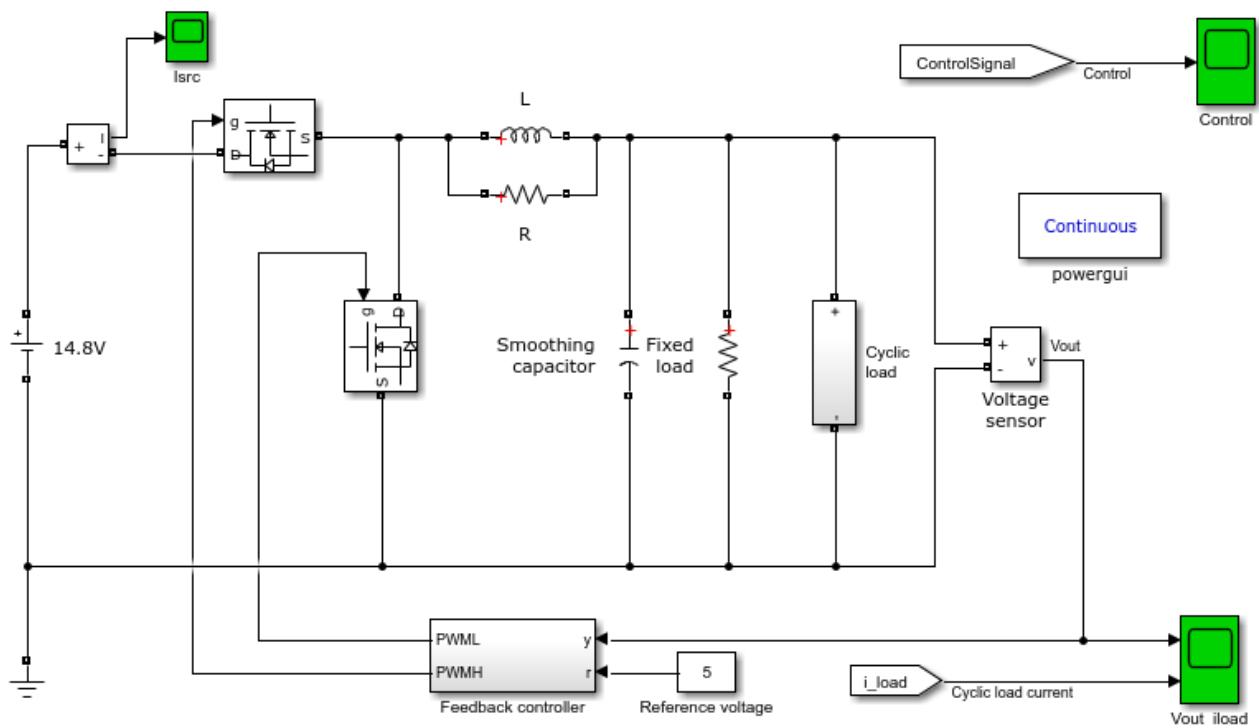 Isrc
ControlSignal
Control
Control
+
I
-
g
D
S
L
R
Continuous
powergui
g
D
S
14.8V
+
Smoothing
capacitor
Fixed
load
+
-
Cyclic
load
+
-
v
Vout
Voltage
sensor
PWML
y
PWMH
r
5
Feedback controller
Reference voltage
i_load
Cyclic load current
Vout iload